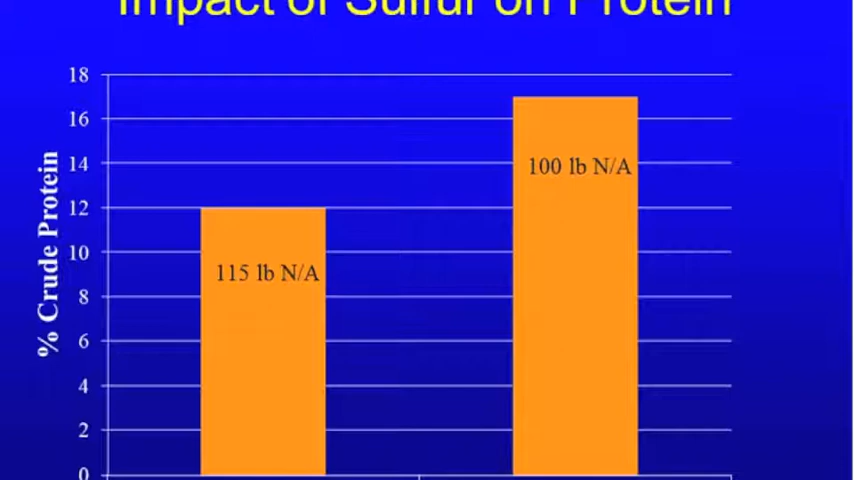 Impact of Sulfur on Protein
18
16
14
12
10
8
6
4
2
0
% Crude Protein
115 lb N/A
100 lb N/A